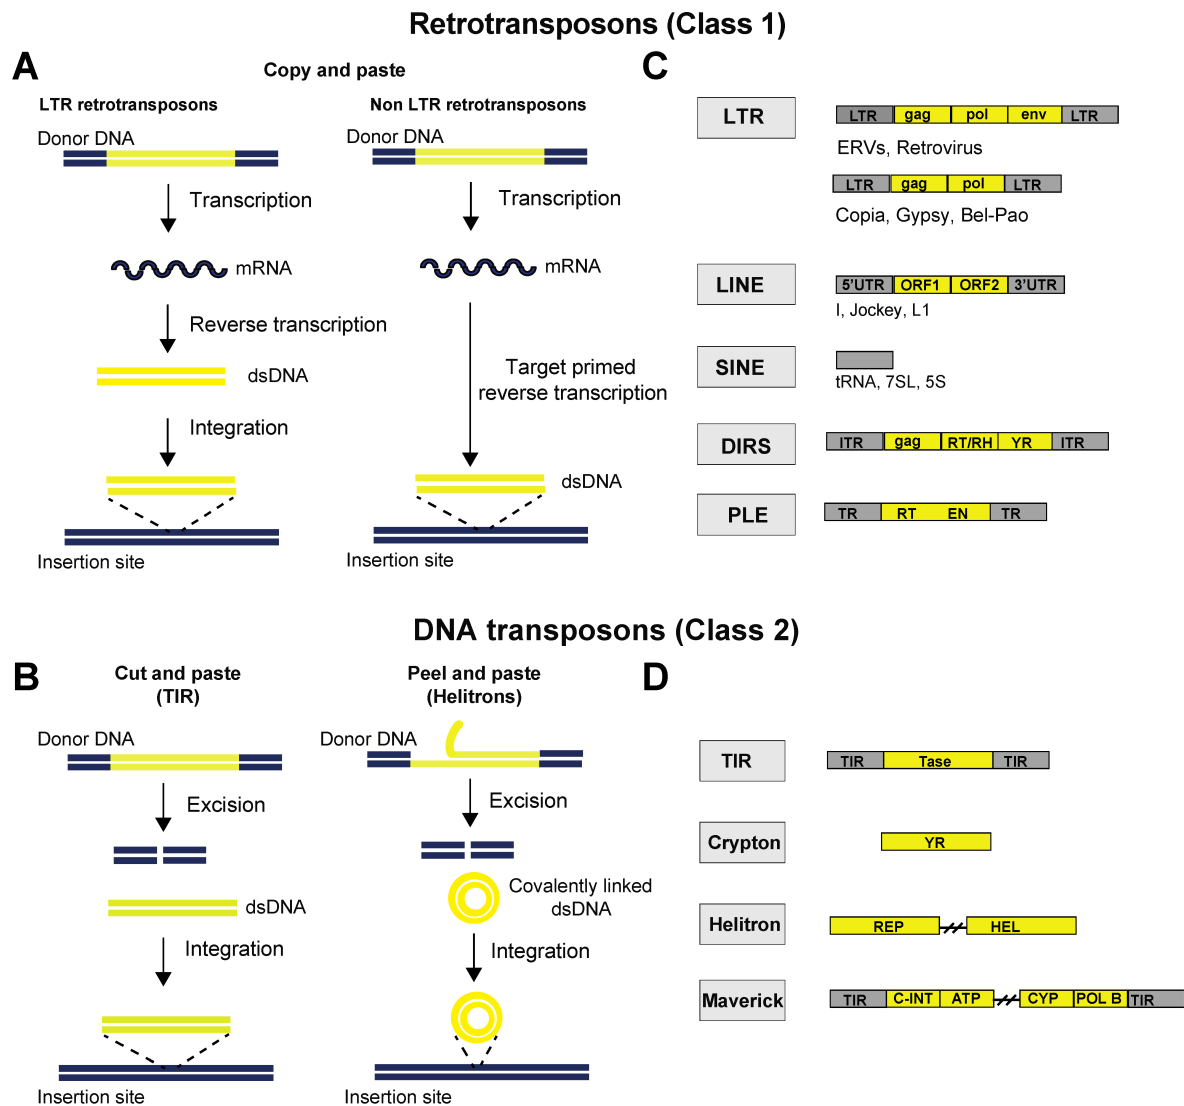 Retrotransposons (Class 1)
A
Copy and paste
LTR retrotransposons
Donor DNA
Transcription
mRNA
Reverse transcription
dsDNA
Integration
Insertion site
Non LTR retrotransposons
Donor DNA
Transcription
mRNA
Target primed
reverse transcription
dsDNA
Insertion site
C
LTR
LTR gag pol env LTR
ERVs, Retrovirus
LTR gag pol LTR
Copia, Gypsy, Bel-Pao
LINE
5'UTR ORF1 ORF2 3'UTR
I, Jockey, L1
SINE
tRNA, 7SL, 5S
DIRS
ITR gag RT/RH YR ITR
PLE
TR RT EN TR
DNA transposons (Class 2)
B
Cut and paste
(TIR)
Donor DNA
Excision
dsDNA
Integration
Insertion site
Peel and paste
(Helitrons)
Donor DNA
Excision
Covalently linked
dsDNA
Integration
Insertion site
D
TIR
TIR Tase TIR
Crypton
YR
Helitron
REP HEL
Maverick
TIR C-INT ATP CYP POL B TIR